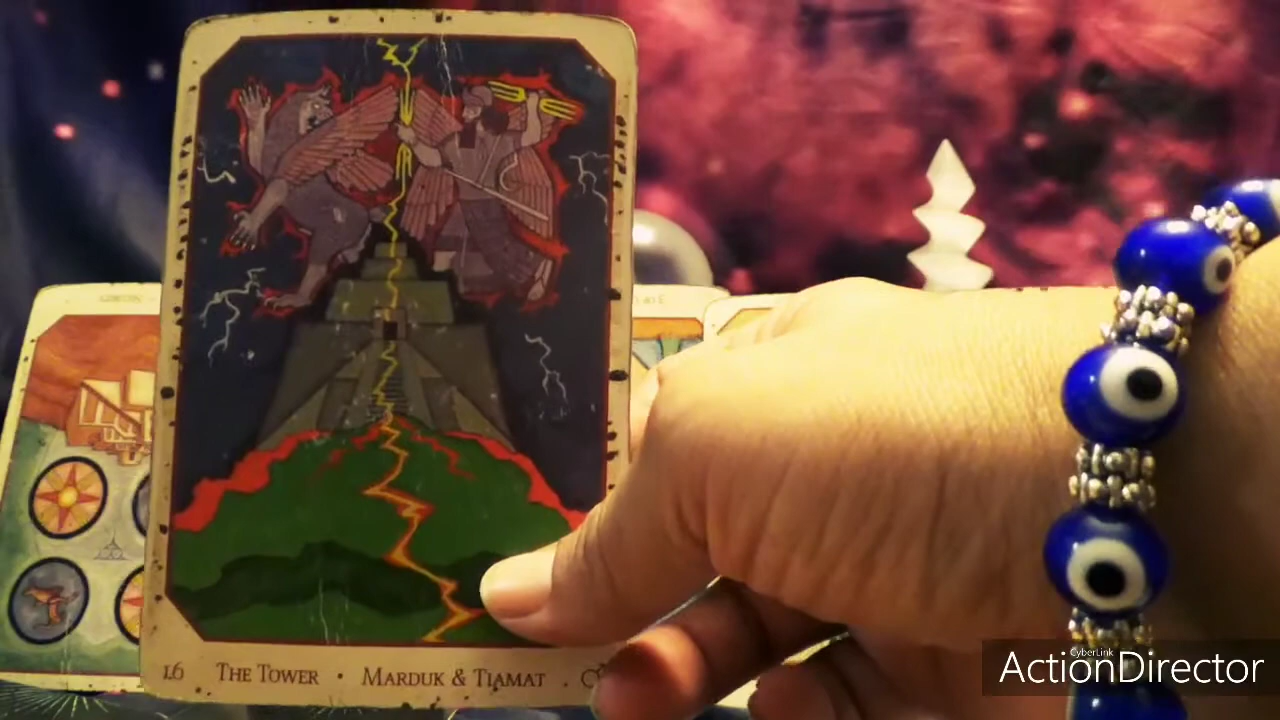 16 THE TOWER • MARDUK & TIAMAT .
CyberLink
ActionDirector